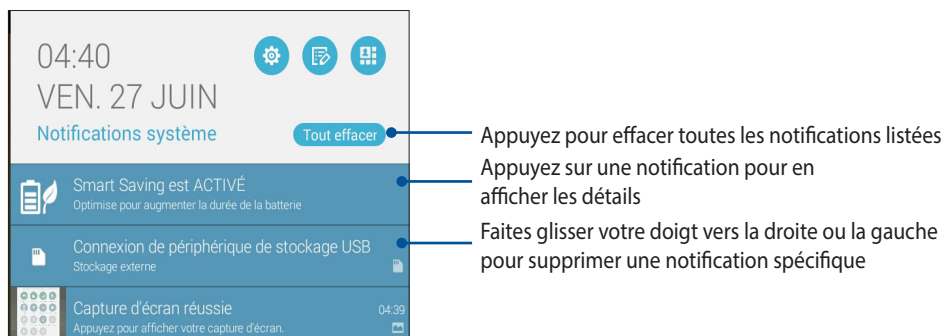 04:40
VEN. 27 JUIN
Notifications système
Tout effacer
Appuyez pour effacer toutes les notifications listées
Smart Saving est ACTIVÉ
Optimise pour augmenter la durée de la batterie
Appuyez sur une notification pour en
afficher les détails
Connexion de périphérique de stockage USB
Stockage externe
Faites glisser votre doigt vers la droite ou la gauche
pour supprimer une notification spécifique
Capture d'écran réussie
04:39
Appuyez pour afficher votre capture d'écran.